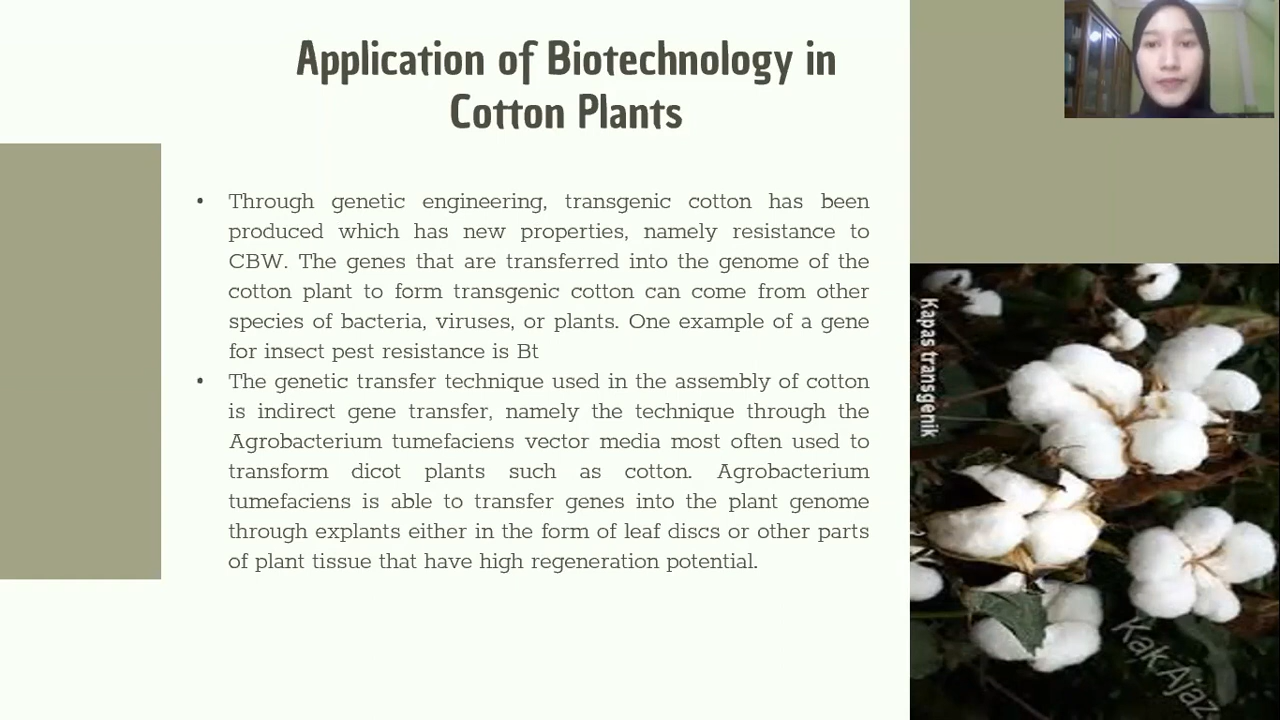 Application of Biotechnology in
Cotton Plants
• Through genetic engineering, transgenic cotton has been
produced which has new properties, namely resistance to
CBW. The genes that are transferred into the genome of the
cotton plant to form transgenic cotton can come from other
species of bacteria, viruses, or plants. One example of a gene
for insect pest resistance is Bt
• The genetic transfer technique used in the assembly of cotton
is indirect gene transfer, namely the technique through the
Agrobacterium tumefaciens vector media most often used to
transform dicot plants such as cotton. Agrobacterium
tumefaciens is able to transfer genes into the plant genome
through explants either in the form of leaf discs or other parts
of plant tissue that have high regeneration potential.
Kapas transgenik
Kak Ajaz